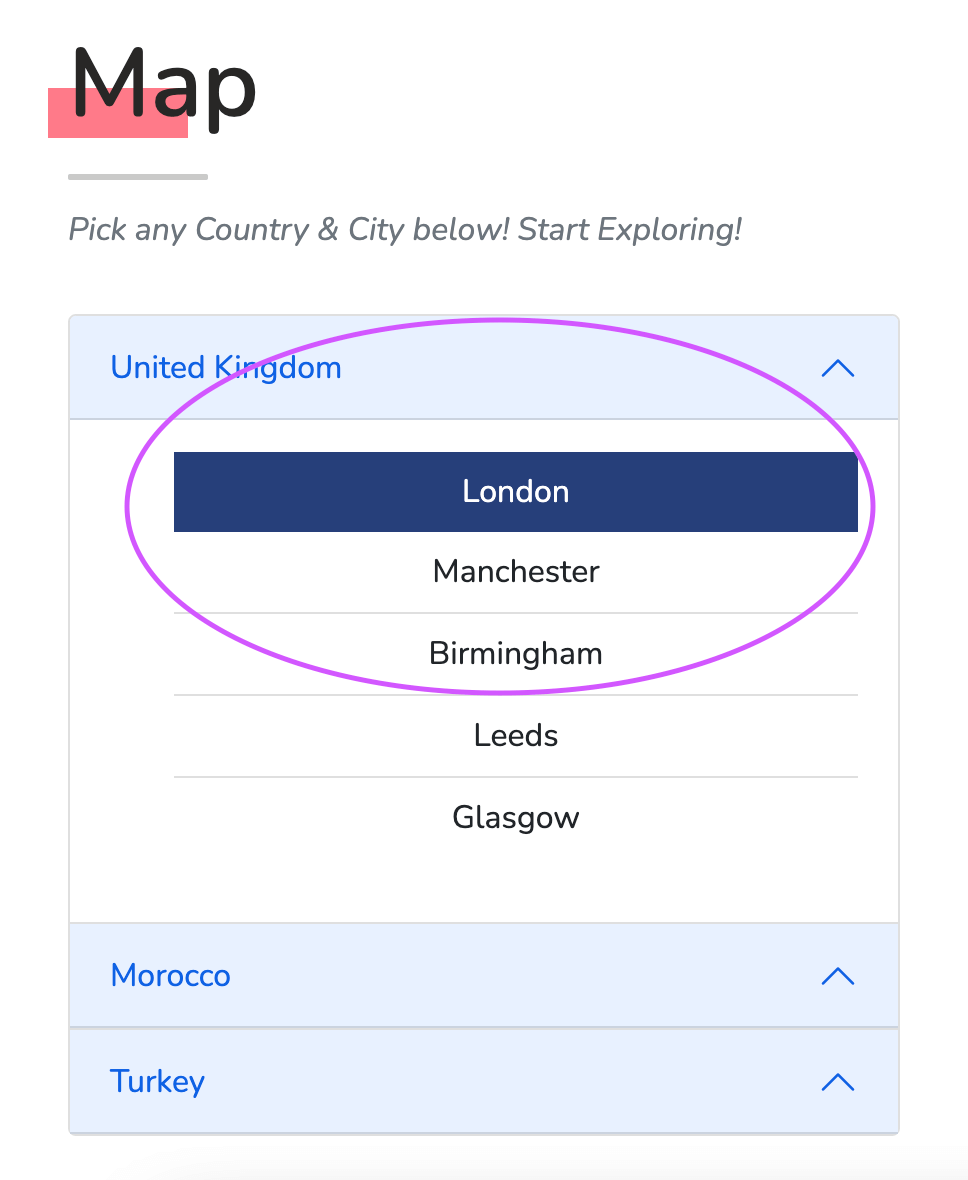 Map
Pick any Country & City below! Start Exploring!
United Kingdom
London
Manchester
Birmingham
Leeds
Glasgow
Morocco
Turkey